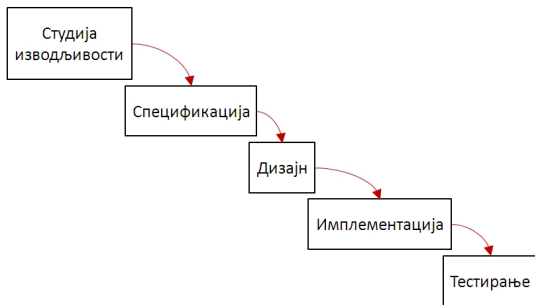 Студија
изводљивости
Спецификација
Дизајн
Имплементација
Тестирање